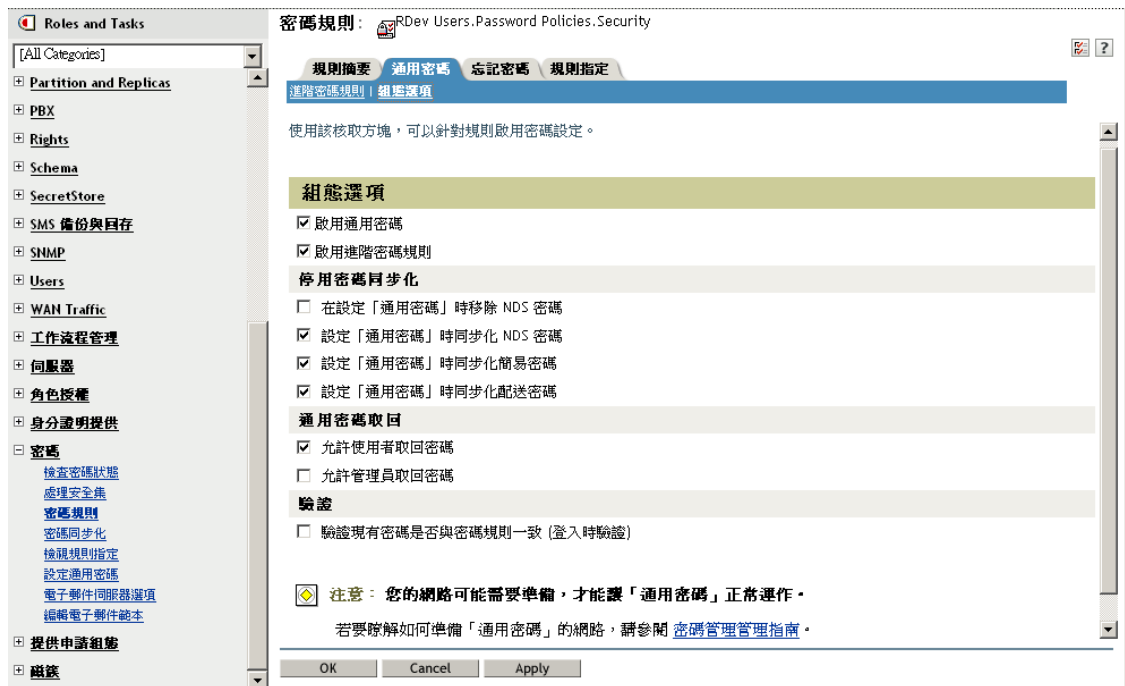 Roles and Tasks
[All Categories]
Partition and Replicas
PBX
Rights
Schema
SecretStore
SMS 備份與回存
SNMP
Users
WAN Traffic
工作流程管理
伺服器
角色授權
身分證明提供
密碼
檢查密碼狀態
處理安全集
密碼規則
密碼同步化
檢視規則指定
設定通用密碼
電子郵件伺服器選項
編輯電子郵件範本
提供申請組態
磁簇
密碼規則: RDev Users.Password Policies.Security
?
規則摘要 通用密碼 忘記密碼 規則指定
進階密碼規則 | 組態選項
使用該核取方塊，可以針對規則啟用密碼設定。
組態選項
啟用通用密碼
啟用進階密碼規則
停用密碼同步化
在設定「通用密碼」時移除 NDS 密碼
設定「通用密碼」時同步化 NDS 密碼
設定「通用密碼」時同步化簡易密碼
設定「通用密碼」時同步化配送密碼
通用密碼取回
允許使用者取回密碼
允許管理員取回密碼
驗證
驗證現有密碼是否與密碼規則一致 (登入時驗證)
注意：您的網路可能需要準備，才能讓「通用密碼」正常運作。
若要瞭解如何準備「通用密碼」的網路，請參閱 密碼管理管理指南。
OK Cancel Apply